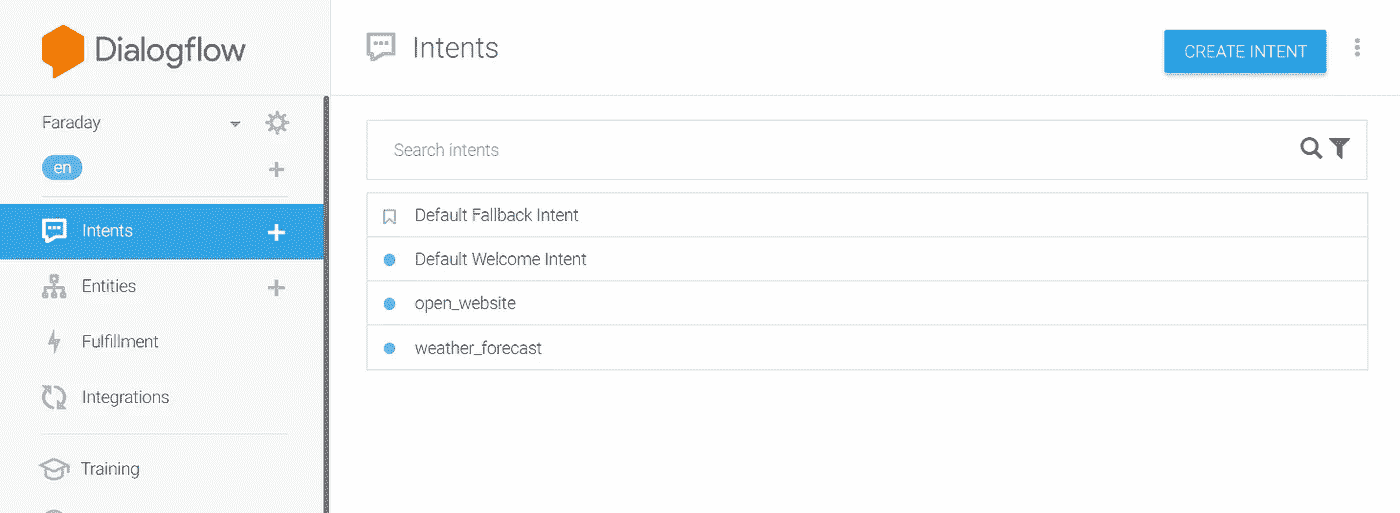 Dialogflow
Intents
CREATE INTENT
Faraday
en
Search intents
Intents
Default Fallback Intent
Default Welcome Intent
Entities
open_website
Fulfillment
weather_forecast
Integrations
Training